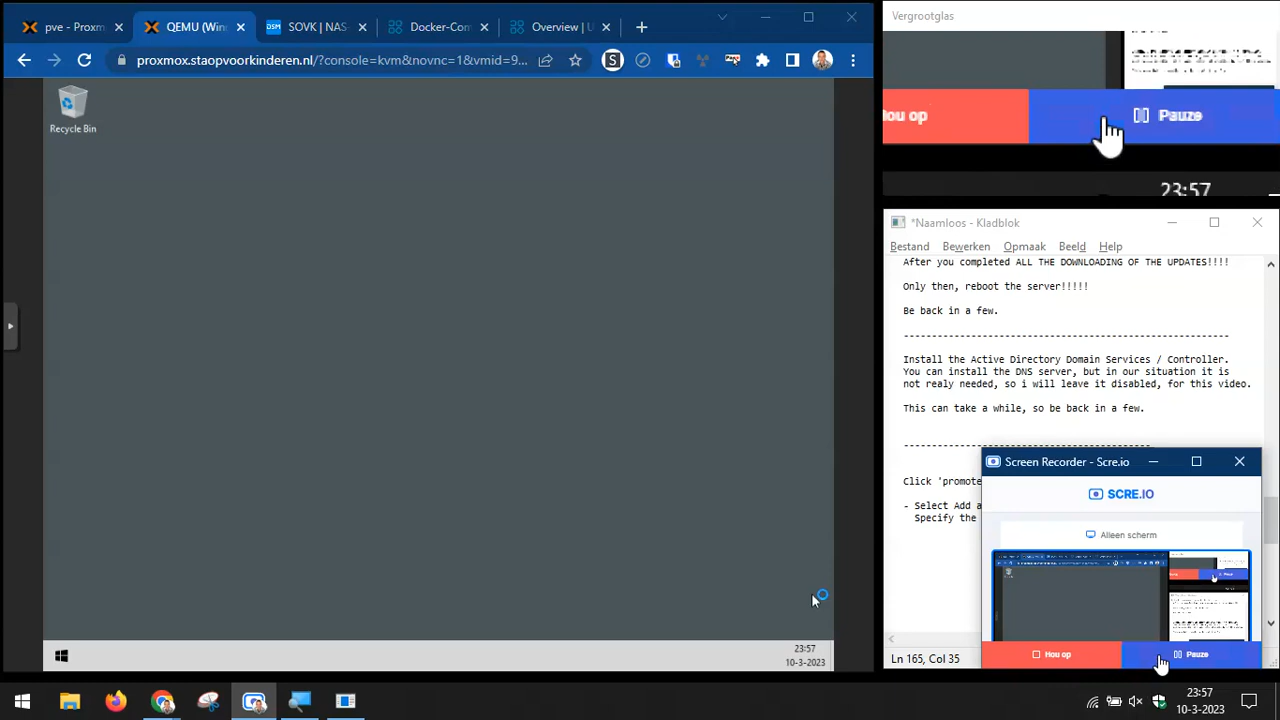 pve - Proxm
QEMU (Win
SOVK | NAS
Docker-Com
Overview | U
proxmox.staopvoorkinderen.nl/?console=kvm&novnc=1&vmid=9...
Recycle Bin
23:57
10-3-2023
Vergrootglas
Hou op
Pauze
23:57
*Naamloos - Kladblok
Bestand Bewerken Opmaak Beeld Help
After you completed ALL THE DOWNLOADING OF THE UPDATES!!!!
Only then, reboot the server!!!!!
Be back in a few.
-----------------------------------------------------------
Install the Active Directory Domain Services / Controller.
You can install the DNS server, but in our situation it is
not realy needed, so i will leave it disabled, for this video.
This can take a while, so be back in a few.
---------------------------------------------
Click 'promote
- Select Add a
Specify the
Screen Recorder - Scre.io
SCRE.IO
Alleen scherm
Hou op
Pauze
Ln 165, Col 35
23:57
10-3-2023